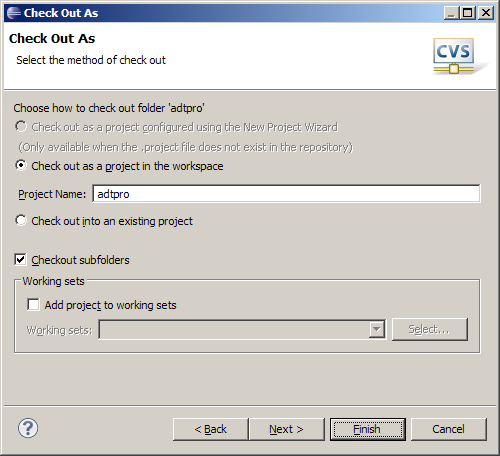 Check Out As
Check Out As
Select the method of check out
CVS
Choose how to check out folder 'adtpro'
Check out as a project configured using the New Project Wizard
(Only available when the .project file does not exist in the repository)
Check out as a project in the workspace
Project Name: adtpro
Check out into an existing project
Checkout subfolders
Working sets
Add project to working sets
Working sets: Select...
? < Back Next > Finish Cancel